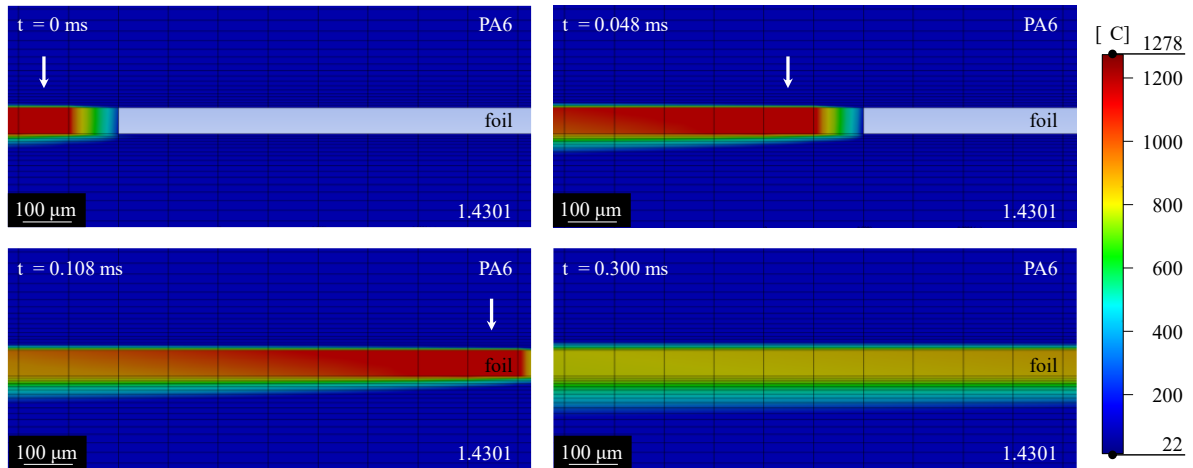 t = 0 ms
PA6
foil
100 µm
1.4301
t = 0.048 ms
PA6
foil
100 µm
1.4301
[ C]
1278
1200
1000
800
600
400
200
22
t = 0.108 ms
PA6
foil
100 µm
1.4301
t = 0.300 ms
PA6
foil
100 µm
1.4301